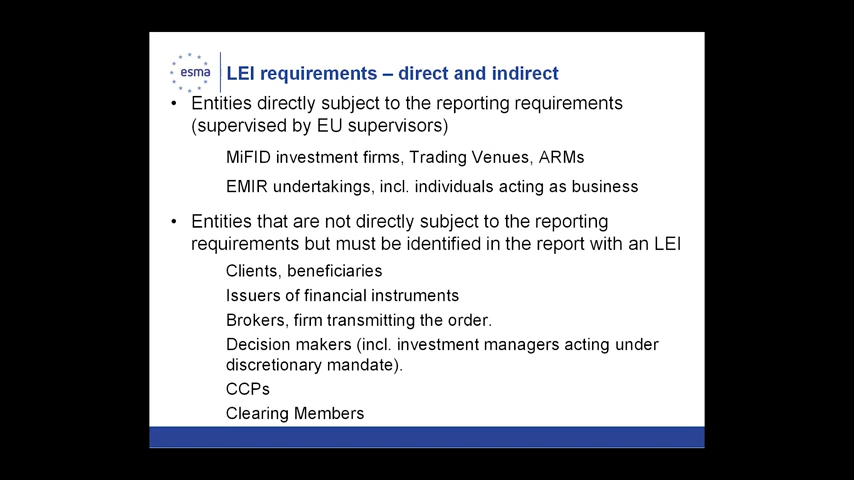 esma
LEI requirements – direct and indirect
• Entities directly subject to the reporting requirements
(supervised by EU supervisors)
MiFID investment firms, Trading Venues, ARMs
EMIR undertakings, incl. individuals acting as business
• Entities that are not directly subject to the reporting
requirements but must be identified in the report with an LEI
Clients, beneficiaries
Issuers of financial instruments
Brokers, firm transmitting the order.
Decision makers (incl. investment managers acting under
discretionary mandate).
CCPs
Clearing Members